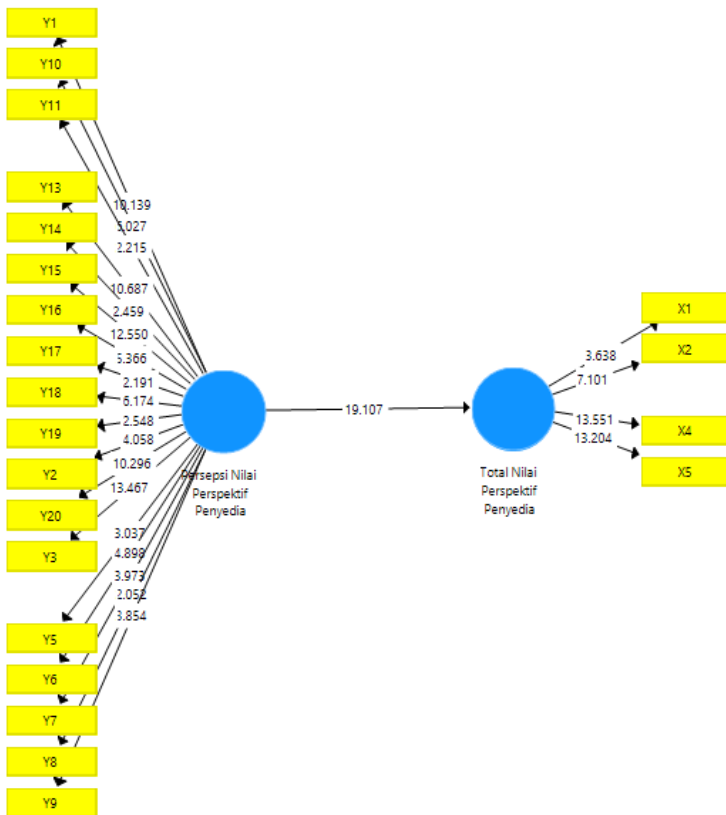 Y1
Y10
Y11
Y13
Y14
Y15
Y16
Y17
Y18
Y19
Y2
Y20
Y3
Y5
Y6
Y7
Y8
Y9
10.139
2.215
10.687
2.459
12.550
2.191
6.174
2.548
4.058
10.296
13.467
3.037
4.898
3.973
2.052
3.854
Persepsi Nilai
Perspektif
Penyedia
19.107
Total Nilai
Perspektif
Penyedia
3.638
7.101
13.551
13.204
X1
X2
X4
X5